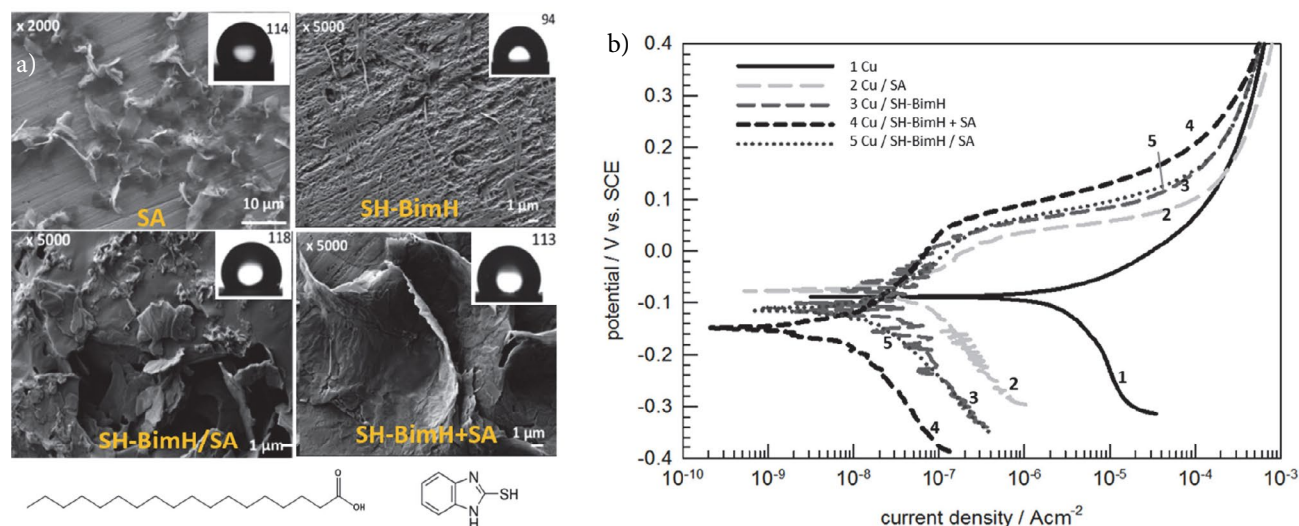 a)
x 2000
114
SA
10 µm
x 5000
94
SH-BimH
1 µm
x 5000
118
SH-BimH/SA
1 µm
x 5000
113
SH-BimH+SA
1 µm
O
OH
N
SH
N
H
b)
potential / V vs. SCE
0.4
0.3
0.2
0.1
0.0
-0.1
-0.2
-0.3
-0.4
1 Cu
2 Cu / SA
3 Cu / SH-BimH
4 Cu / SH-BimH + SA
5 Cu / SH-BimH / SA
5
4
3
2
5
2
1
3
4
10⁻¹⁰ 10⁻⁹ 10⁻⁸ 10⁻⁷ 10⁻⁶ 10⁻⁵ 10⁻⁴ 10⁻³
current density / Acm⁻²